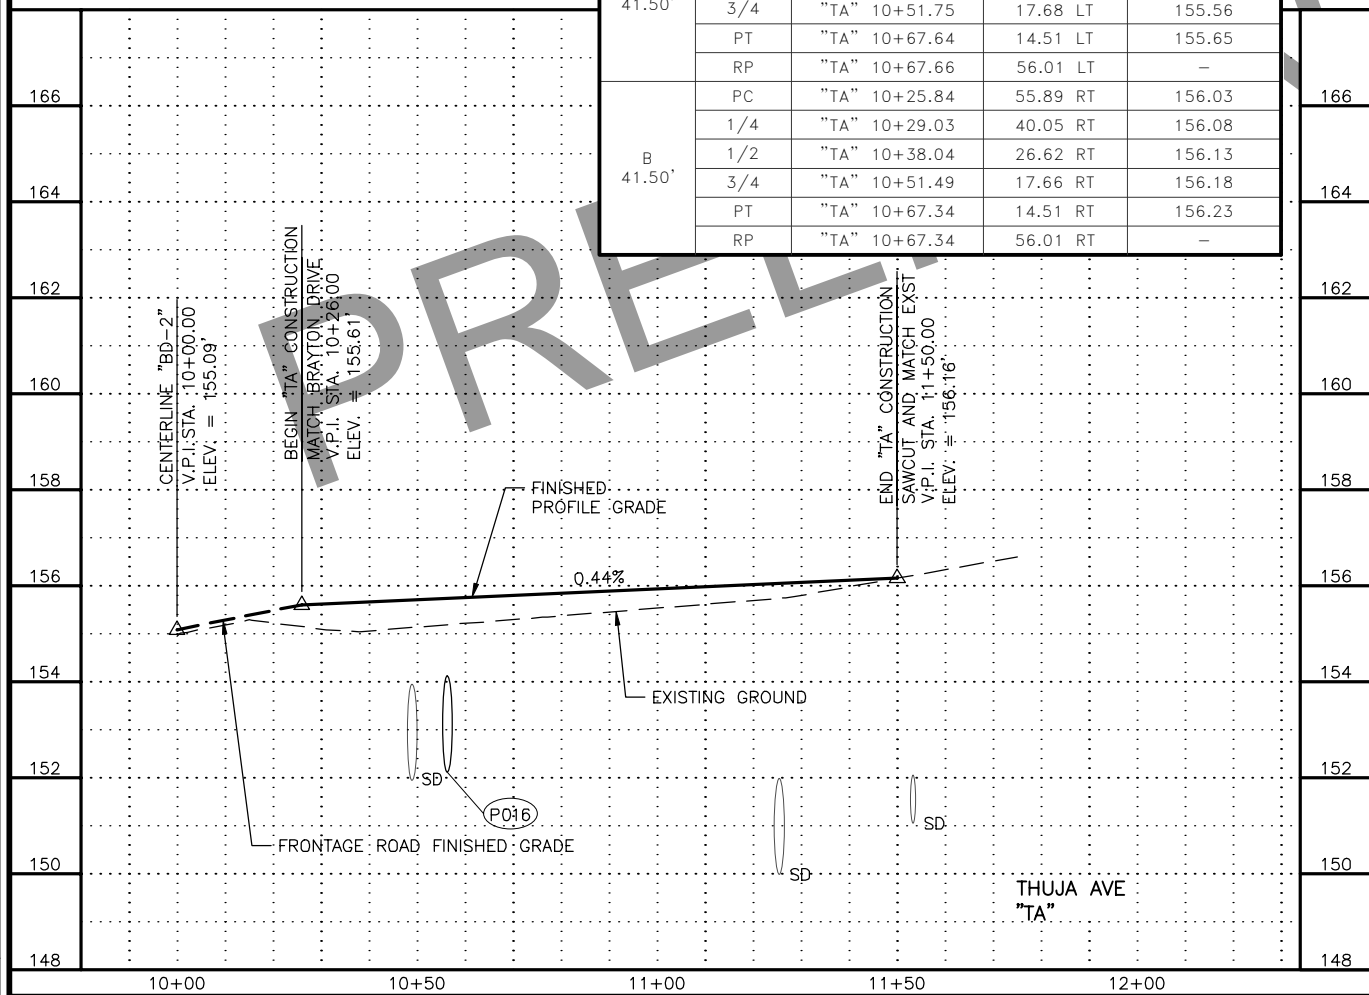 41.50'
3/4 "TA" 10+51.75 17.68 LT 155.56
PT "TA" 10+67.64 14.51 LT 155.65
RP "TA" 10+67.66 56.01 LT –
B
41.50'
PC "TA" 10+25.84 55.89 RT 156.03
1/4 "TA" 10+29.03 40.05 RT 156.08
1/2 "TA" 10+38.04 26.62 RT 156.13
3/4 "TA" 10+51.49 17.66 RT 156.18
PT "TA" 10+67.34 14.51 RT 156.23
RP "TA" 10+67.34 56.01 RT –
166
164
162
160
158
156
154
152
150
148
166
164
162
160
158
156
154
152
150
148
PREL
CENTERLINE "BD-2"
V.P.I. STA. 10+00.00
ELEV. = 155.09'
BEGIN "TA" CONSTRUCTION
MATCH BRAYTON DRIVE
V.P.I. STA. 10+26.00
ELEV. = 155.61'
END "TA" CONSTRUCTION
SAWCUT AND MATCH EXST
V.P.I. STA. 11+50.00
ELEV. = 156.16'
FINISHED
PROFILE GRADE
0.44%
EXISTING GROUND
SD
P016
FRONTAGE ROAD FINISHED GRADE
SD
SD
THUJA AVE
"TA"
10+00 10+50 11+00 11+50 12+00